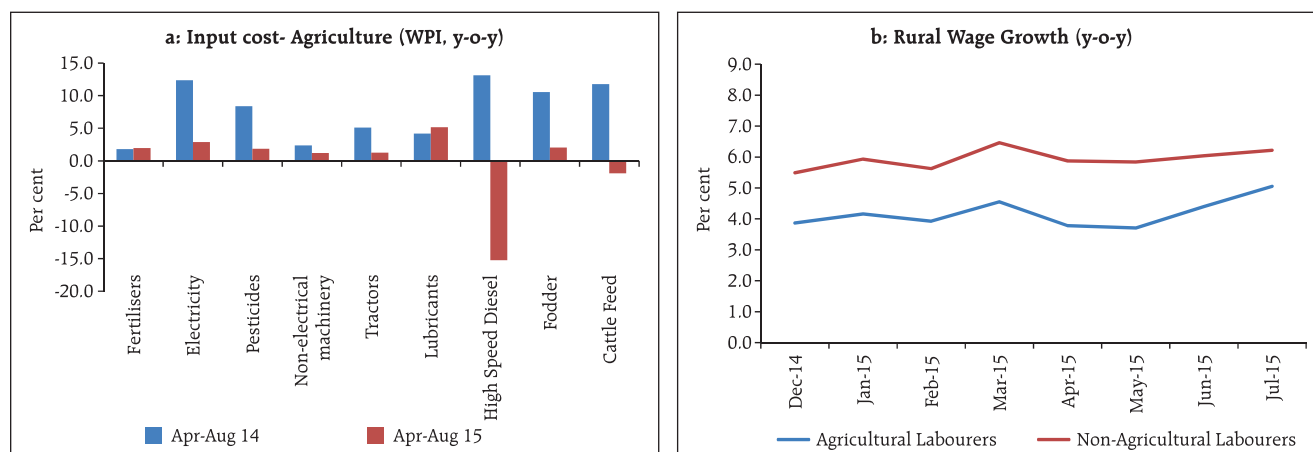 a: Input cost- Agriculture (WPI, y-o-y)
15.0
10.0
5.0
0.0
-5.0
-10.0
-15.0
-20.0
Per cent
Fertilisers
Electricity
Pesticides
Non-electrical
machinery
Tractors
Lubricants
High Speed Diesel
Fodder
Cattle Feed
Apr-Aug 14
Apr-Aug 15
b: Rural Wage Growth (y-o-y)
9.0
8.0
7.0
6.0
5.0
4.0
3.0
2.0
1.0
0.0
Per cent
Dec-14
Jan-15
Feb-15
Mar-15
Apr-15
May-15
Jun-15
Jul-15
Agricultural Labourers
Non-Agricultural Labourers